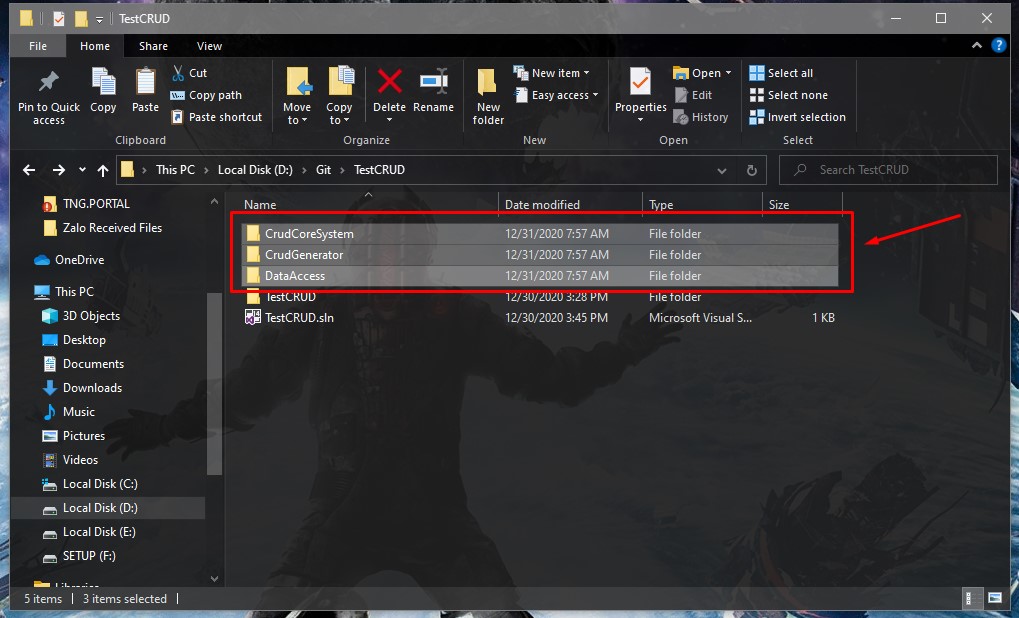 TestCRUD
File Home Share View
Pin to Quick access
Copy
Paste
Cut
Copy path
Paste shortcut
Clipboard
Move to
Copy to
Delete
Rename
Organize
New folder
New item
Easy access
New
Properties
Open
Edit
History
Open
Select all
Select none
Invert selection
Select
This PC > Local Disk (D:) > Git > TestCRUD
Search TestCRUD
TNG.PORTAL
Zalo Received Files
OneDrive
This PC
3D Objects
Desktop
Documents
Downloads
Music
Pictures
Videos
Local Disk (C:)
Local Disk (D:)
Local Disk (E:)
SETUP (F:)
Libraries
Name Date modified Type Size
CrudCoreSystem 12/31/2020 7:57 AM File folder
CrudGenerator 12/31/2020 7:57 AM File folder
DataAccess 12/31/2020 7:57 AM File folder
TestCRUD 12/30/2020 3:28 PM File folder
TestCRUD.sln 12/30/2020 3:45 PM Microsoft Visual S... 1 KB
5 items 3 items selected